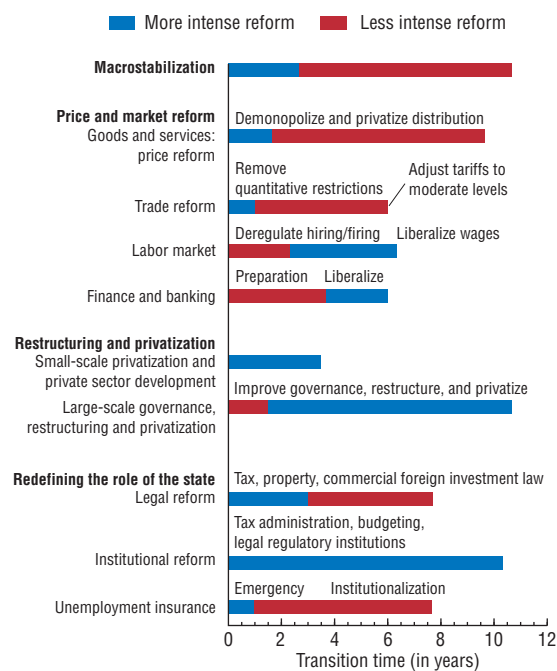 More intense reform Less intense reform
Macrostabilization
Price and market reform Demonopolize and privatize distribution
Goods and services:
price reform
Remove
quantitative restrictions
Adjust tariffs to
moderate levels
Trade reform
Deregulate hiring/firing Liberalize wages
Labor market
Preparation Liberalize
Finance and banking
Restructuring and privatization
Small-scale privatization and
private sector development
Improve governance, restructure, and privatize
Large-scale governance,
restructuring and privatization
Redefining the role of the state Tax, property, commercial foreign investment law
Legal reform
Tax administration, budgeting,
legal regulatory institutions
Institutional reform
Emergency Institutionalization
Unemployment insurance
0 2 4 6 8 10 12
Transition time (in years)